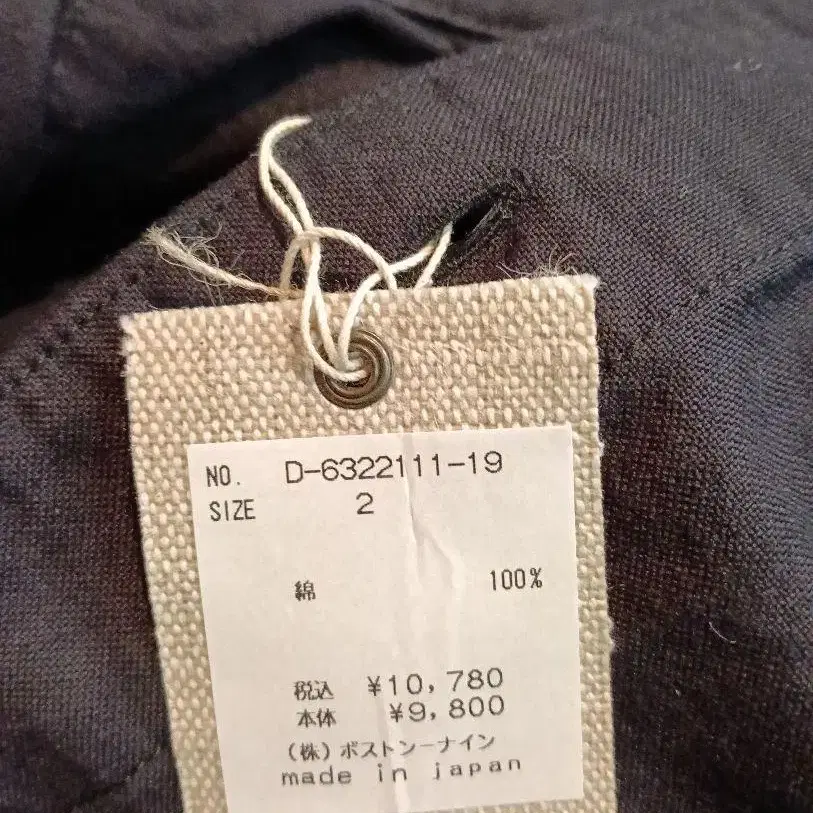 NO. D-6322111-19
SIZE 2
綿 100%
税込 ¥10,780
本体 ¥9,800
(株)ボストンーナイン
made in japan